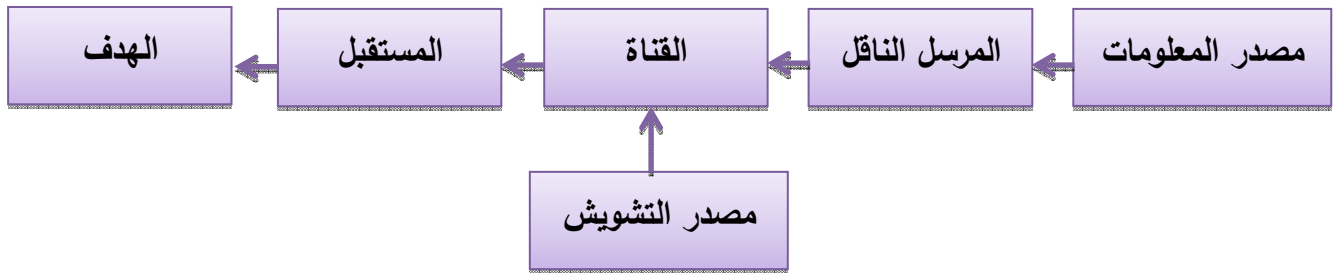 مصدر المعلومات
المرسل الناقل
القناة
المستقبل
الهدف
مصدر التشويش